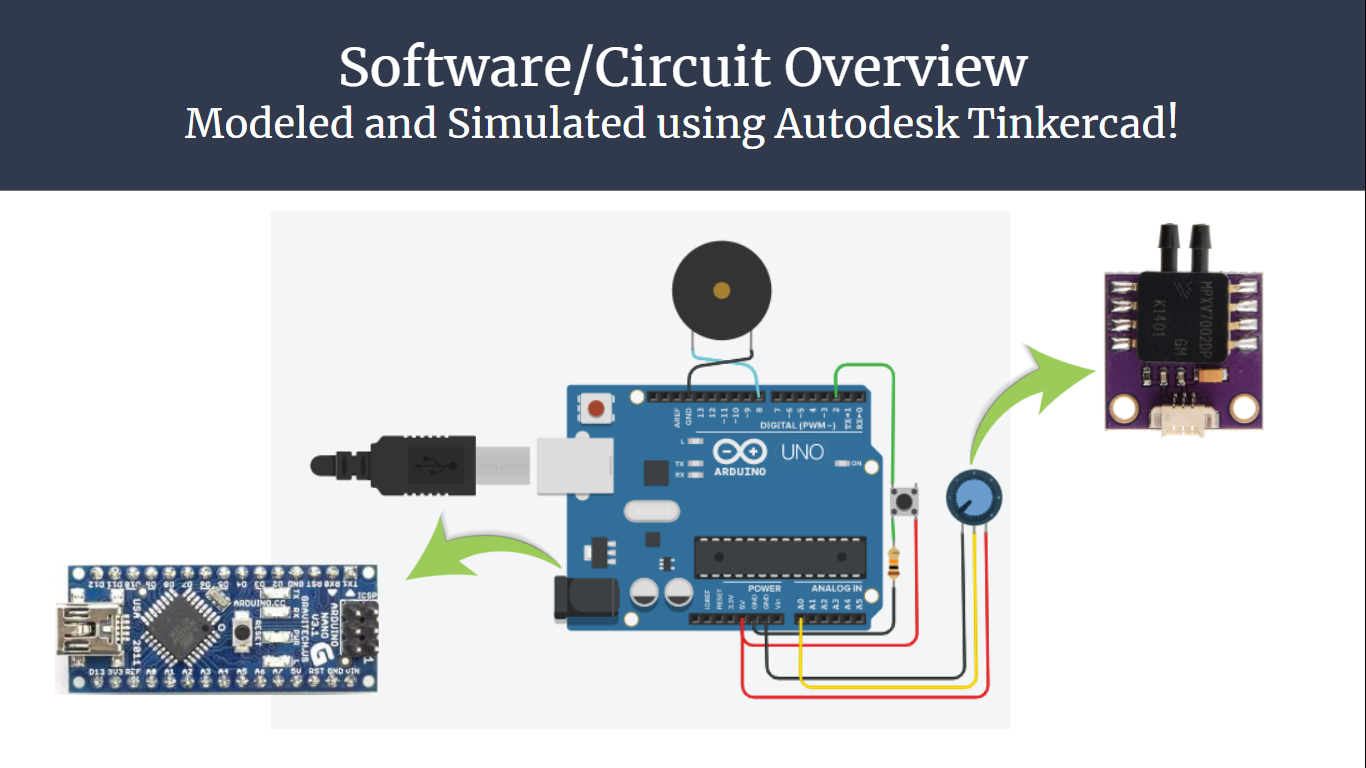 Software/Circuit Overview
Modeled and Simulated using Autodesk Tinkercad!
MPXV7002DP
GM
K1401
AREF
GND
13
12
~11
~10
~9
8
7
~6
~5
4
~3
2
TX→1
RX←0
DIGITAL (PWM~)
L
TX
RX
ARDUINO
UNO
ON
POWER
ANALOG IN
IOREF
RESET
3.3V
5V
GND
GND
Vin
A0
A1
A2
A3
A4
A5
D12 D11 D10 D9 D8 D7 D6 D5 D4 D3 D2 GND RST RX0 TX1
USA
2011
ARDUINO.CC
RESET
TX
RX
PWR
L
GRAVITECH.US
ARDUINO
NANO
V3.1
ICSP
1
D13 3V3 REF A0 A1 A2 A3 A4 A5 A6 A7 5V RST GND VIN